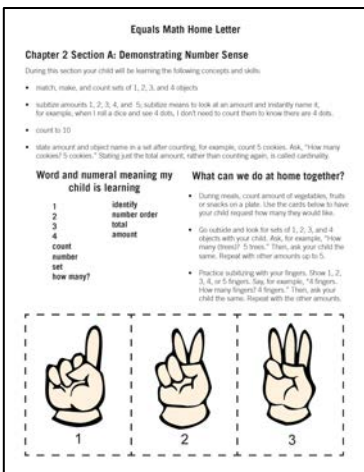 Equals Math Home Letter
Chapter 2 Section A: Demonstrating Number Sense
During this section your child will be learning the following concepts and skills:
• match, make, and count sets of 1, 2, 3, and 4 objects
• subitize amounts 1, 2, 3, 4, and 5; subitize means to look at an amount and instantly name it,
for example, when I roll a dice and see 4 dots, I don't need to count them to know there are 4 dots.
• count to 10
• state amount and object name in a set after counting, for example, count 5 cookies. Ask, "How many
cookies? 5 cookies." Stating just the total amount, rather than counting again, is called cardinality.
Word and numeral meaning my
child is learning
1 identify
2 number order
3 total
4 amount
count
number
set
how many?
What can we do at home together?
• During meals, count amount of vegetables, fruits
or snacks on a plate. Use the cards below to have
your child request how many they would like.
• Go outside and look for sets of 1, 2, 3, and 4
objects with your child. Ask, for example, "How
many (trees)? 5 trees." Then, ask your child the
same. Repeat with other amounts up to 5.
• Practice subitizing with your fingers. Show 1, 2,
3, 4, or 5 fingers. Say, for example, "4 fingers.
How many fingers? 4 fingers." Then, ask your
child the same. Repeat with the other amounts.
1 2 3